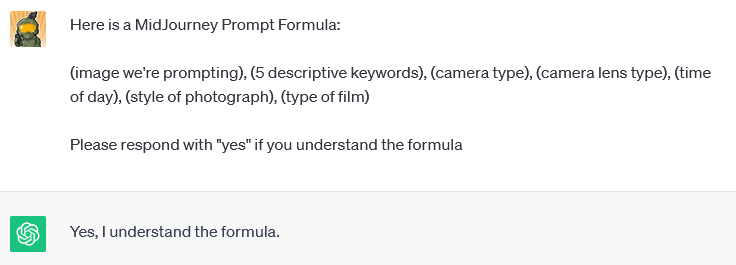 Here is a MidJourney Prompt Formula:
(image we're prompting), (5 descriptive keywords), (camera type), (camera lens type), (time
of day), (style of photograph), (type of film)
Please respond with "yes" if you understand the formula
Yes, I understand the formula.